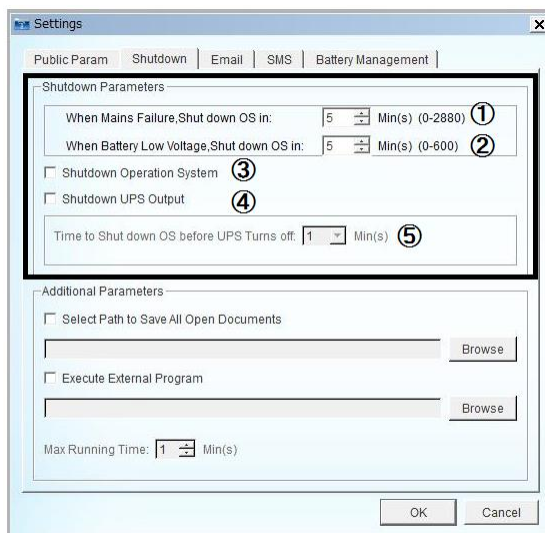 Settings
Public Param Shutdown Email SMS Battery Management
Shutdown Parameters
When Mains Failure,Shut down OS in: 5 Min(s) (0-2880) ①
When Battery Low Voltage,Shut down OS in: 5 Min(s) (0-600) ②
Shutdown Operation System ③
Shutdown UPS Output ④
Time to Shut down OS before UPS Turns off: 1 Min(s) ⑤
Additional Parameters
Select Path to Save All Open Documents
Browse
Execute External Program
Browse
Max Running Time: 1 Min(s)
OK Cancel